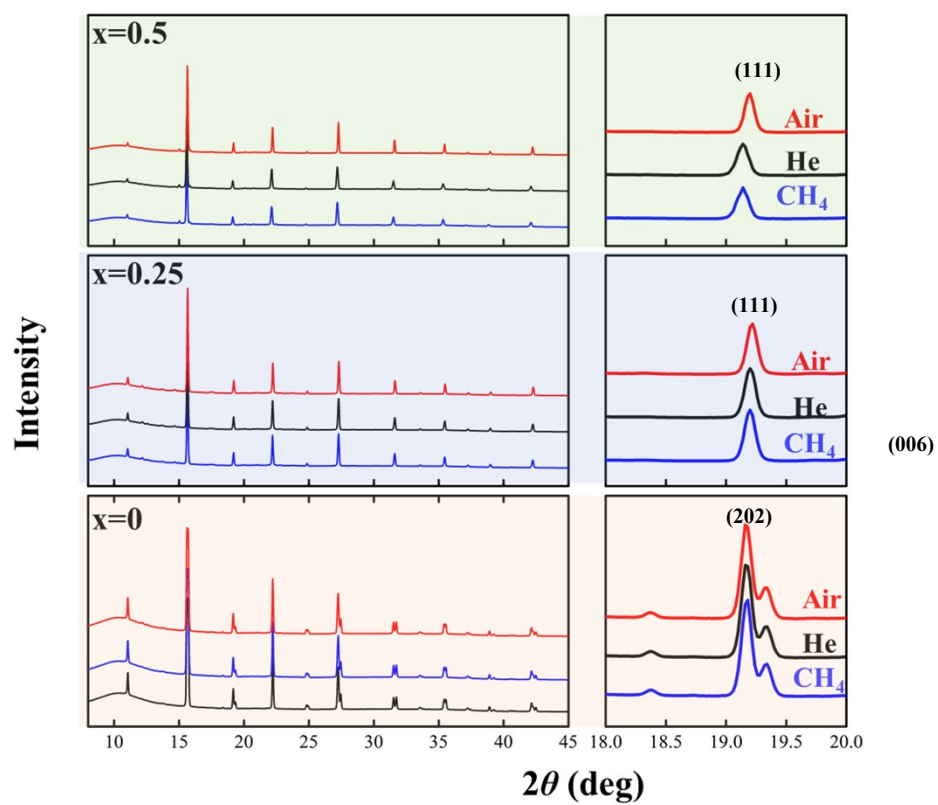 x=0.5
(111)
Air
He
CH₄
x=0.25
(111)
Air
He
CH₄
(006)
Intensity
x=0
(202)
Air
He
CH₄
10 15 20 25 30 35 40 45 18.0 18.5 19.0 19.5 20.0
2θ (deg)